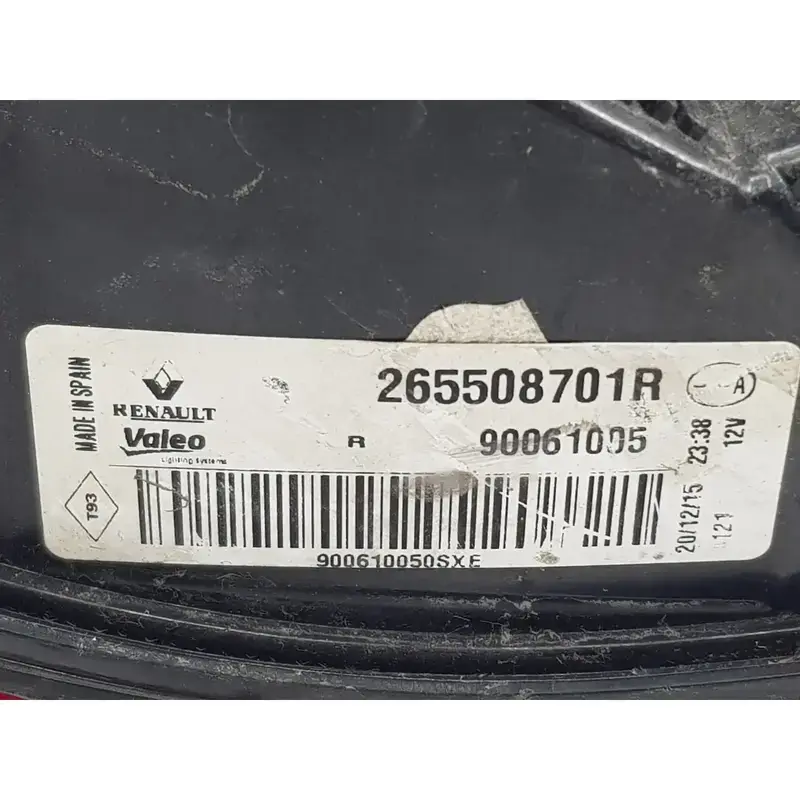 MADE IN SPAIN
RENAULT
Valeo
Lighting Systems
T93
265508701R
- - A
R
90061005
900610050SXE
20/12/15 23:38
121 12V